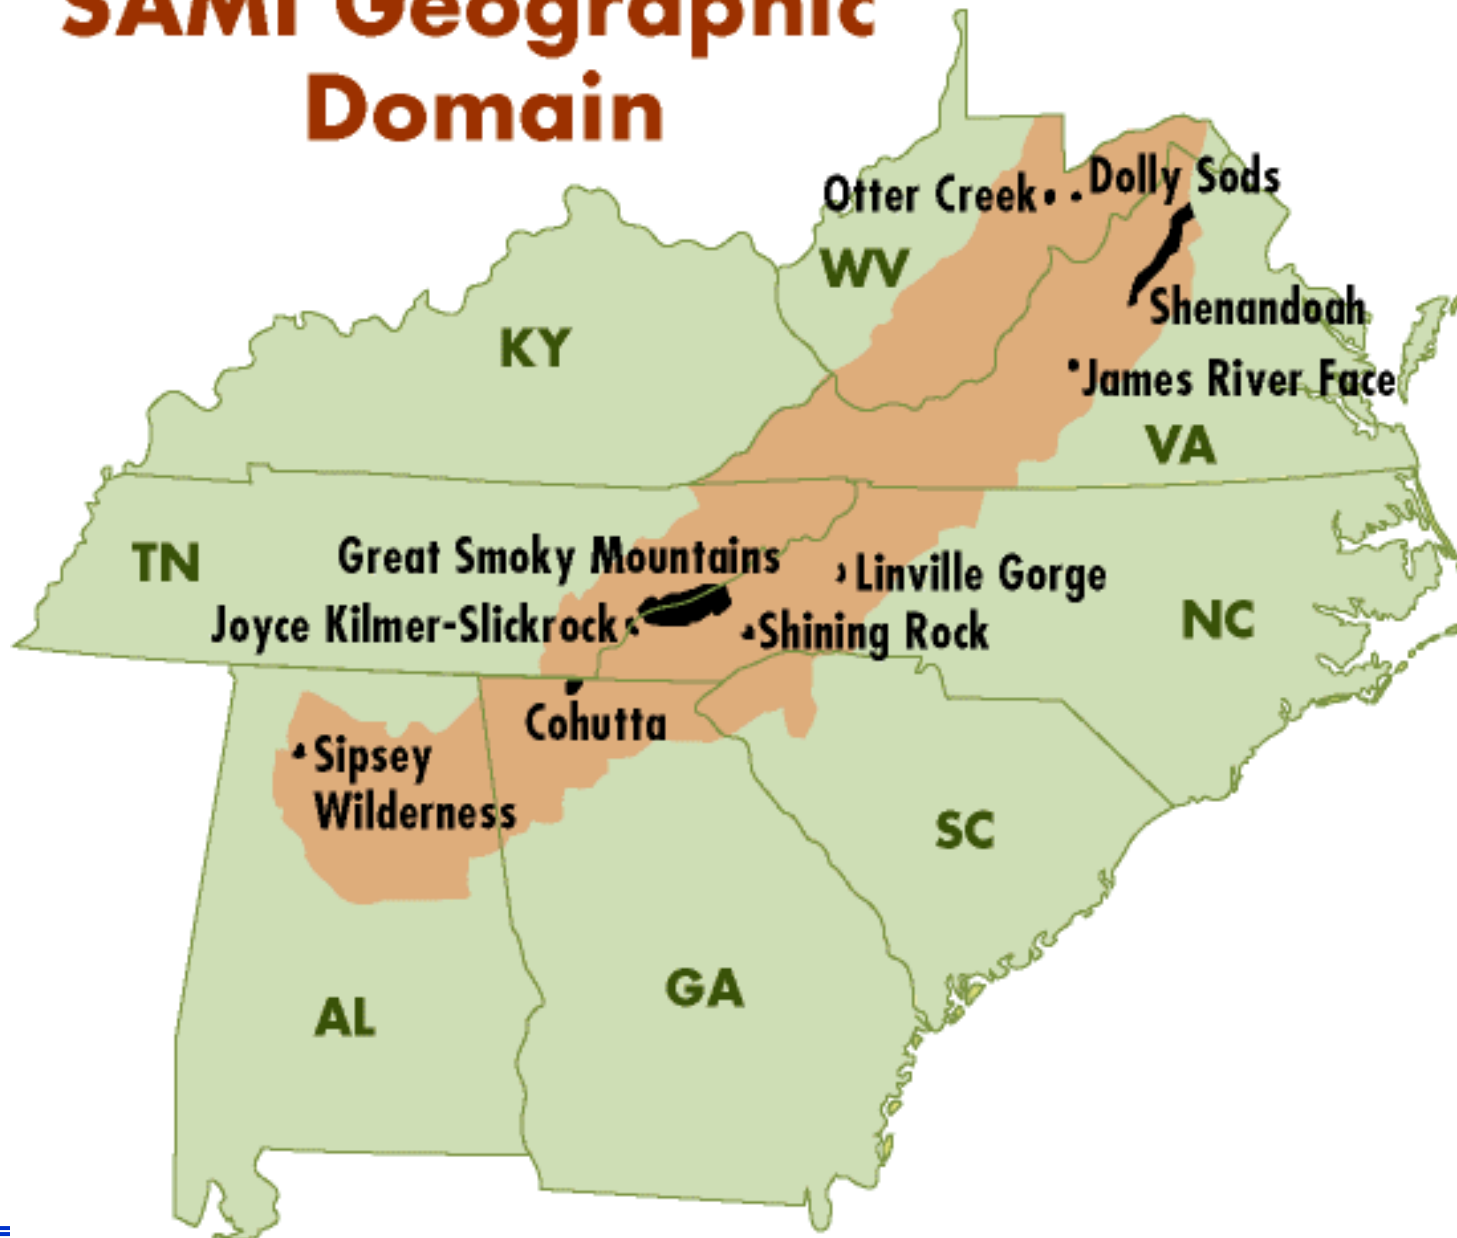 SAMI Geographic
Domain
Otter Creek
Dolly Sods
WV
Shenandoah
KY
James River Face
VA
TN
Great Smoky Mountains
Linville Gorge
Joyce Kilmer-Slickrock
Shining Rock
NC
Cohutta
Sipsey
Wilderness
SC
GA
AL